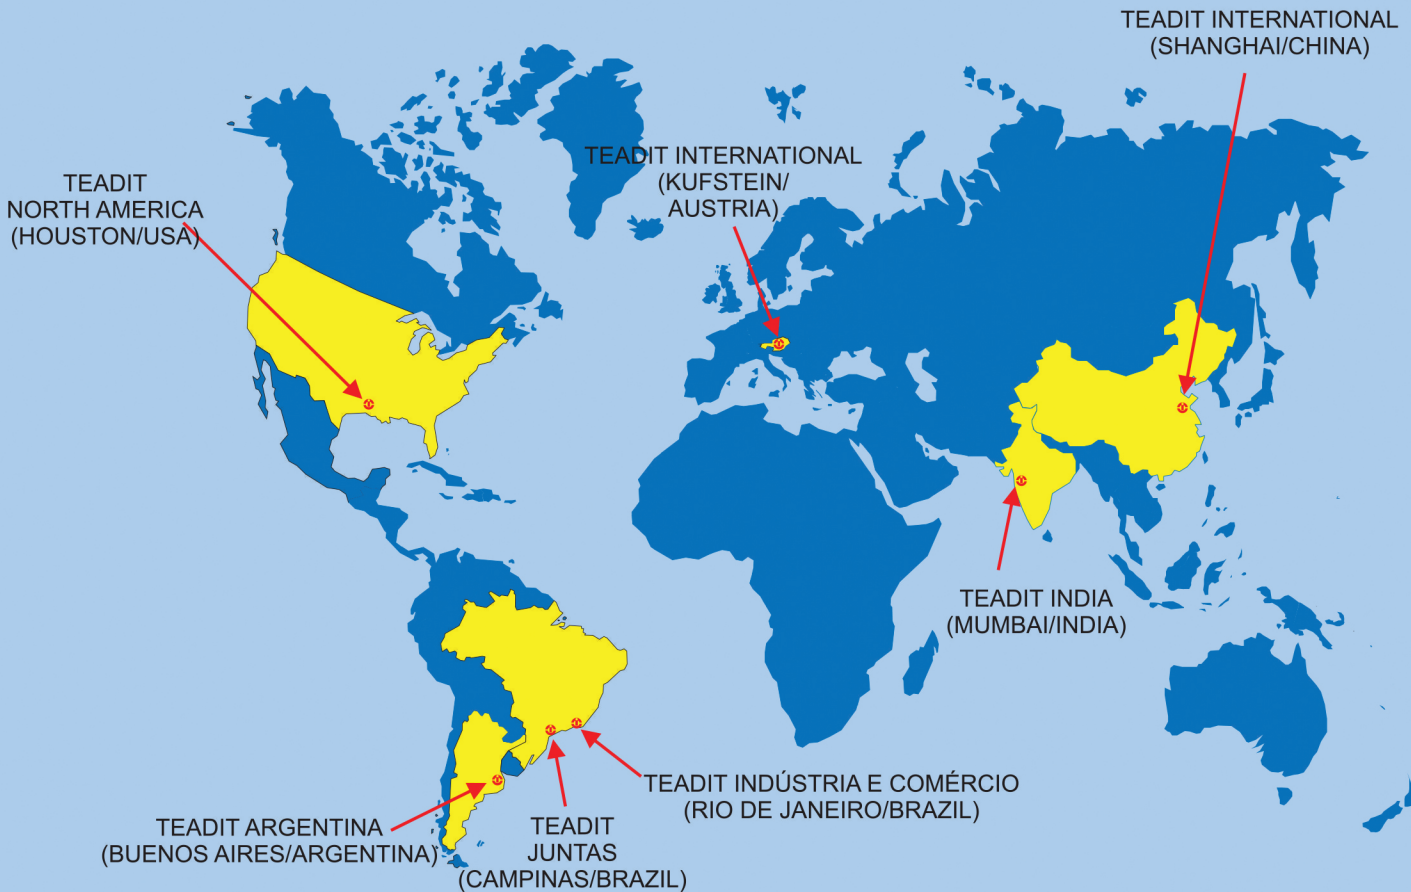 TEADIT INTERNATIONAL
(SHANGHAI/CHINA)
TEADIT INTERNATIONAL
(KUFSTEIN/
AUSTRIA)
TEADIT
NORTH AMERICA
(HOUSTON/USA)
TEADIT INDIA
(MUMBAI/INDIA)
TEADIT INDÚSTRIA E COMÉRCIO
(RIO DE JANEIRO/BRAZIL)
TEADIT ARGENTINA
(BUENOS AIRES/ARGENTINA)
TEADIT
JUNTAS
(CAMPINAS/BRAZIL)